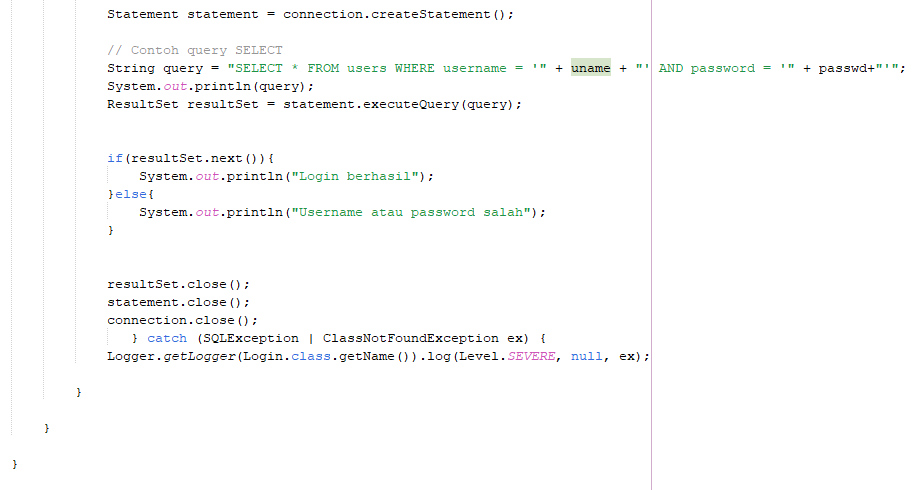 Statement statement = connection.createStatement();
// Contoh query SELECT
String query = "SELECT * FROM users WHERE username = '" + uname + "' AND password = '" + passwd+"'";
System.out.println(query);
ResultSet resultSet = statement.executeQuery(query);
if(resultSet.next()){
System.out.println("Login berhasil");
}else{
System.out.println("Username atau password salah");
}
resultSet.close();
statement.close();
connection.close();
} catch (SQLException | ClassNotFoundException ex) {
Logger.getLogger(Login.class.getName()).log(Level.SEVERE, null, ex);
}
}
}